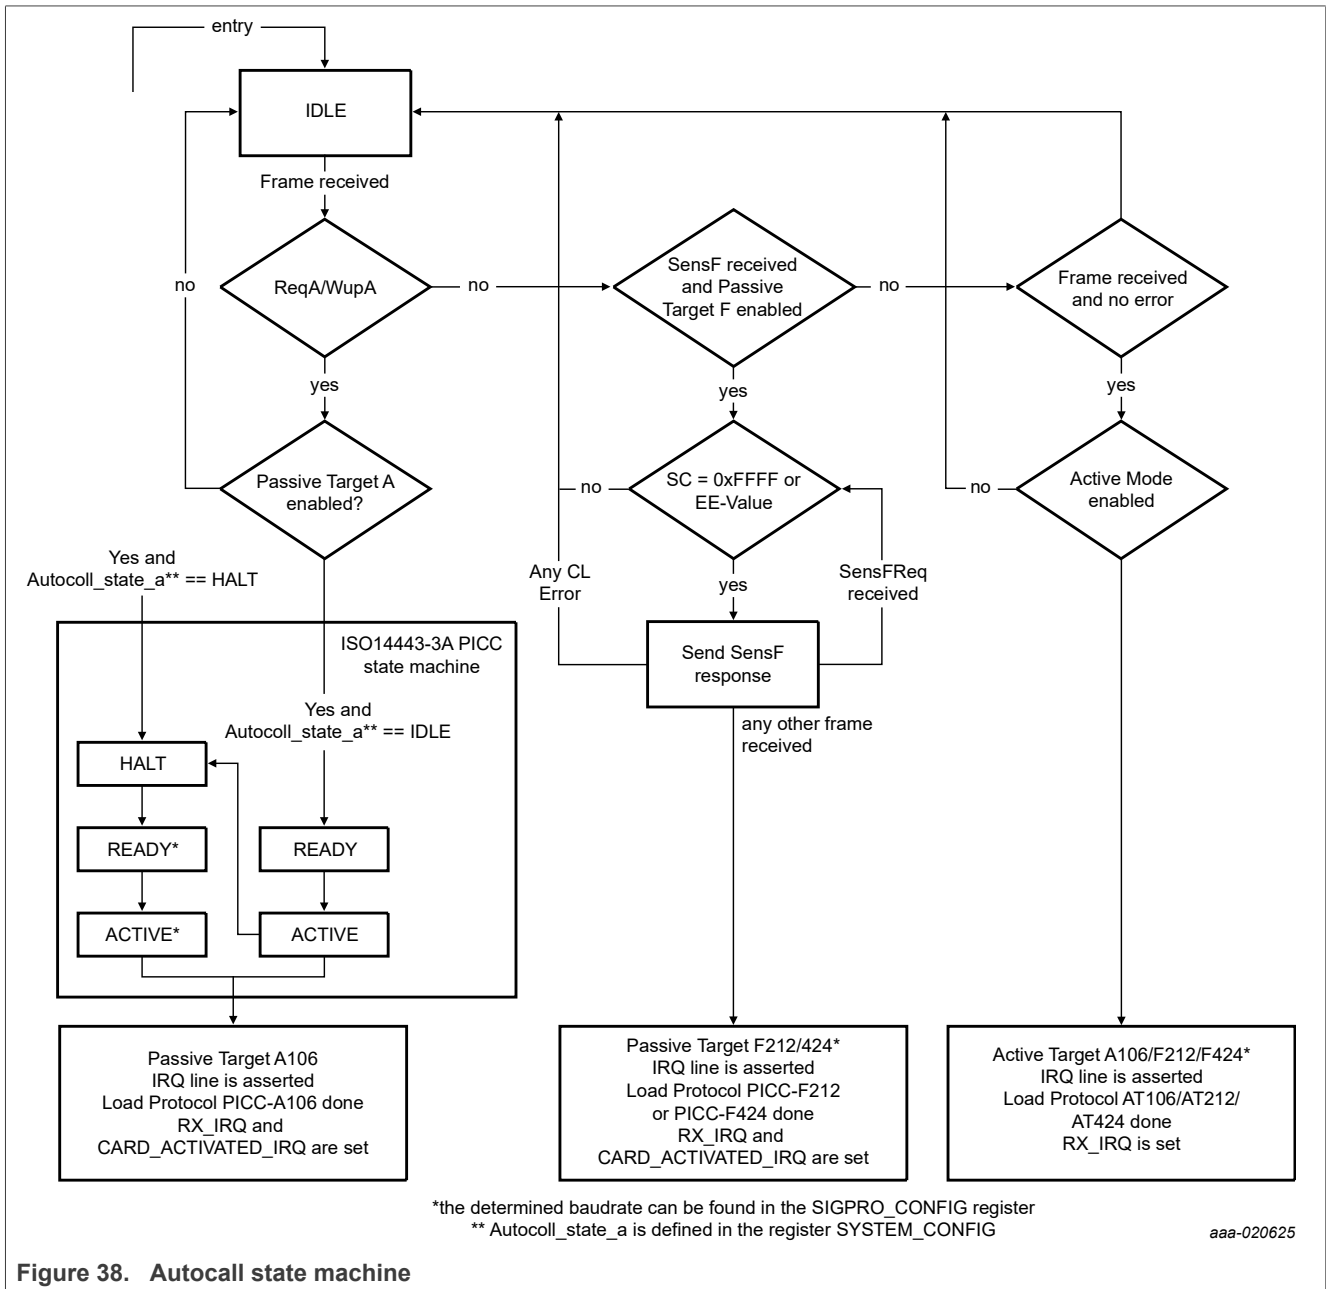 entry
IDLE
Frame received
ReqA/WupA
no
SensF received
and Passive
Target F enabled
no
Frame received
and no error
no
yes
yes
yes
Passive Target A
enabled?
no
SC = 0xFFFF or
EE-Value
no
Active Mode
enabled
Yes and
Autocoll_state_a** == HALT
Any CL
Error
yes
SensFReq
received
ISO14443-3A PICC
state machine
Send SensF
response
Yes and
Autocoll_state_a** == IDLE
any other frame
received
HALT
READY*
READY
ACTIVE*
ACTIVE
Passive Target A106
IRQ line is asserted
Load Protocol PICC-A106 done
RX_IRQ and
CARD_ACTIVATED_IRQ are set
Passive Target F212/424*
IRQ line is asserted
Load Protocol PICC-F212
or PICC-F424 done
RX_IRQ and
CARD_ACTIVATED_IRQ are set
Active Target A106/F212/F424*
IRQ line is asserted
Load Protocol AT106/AT212/
AT424 done
RX_IRQ is set
*the determined baudrate can be found in the SIGPRO_CONFIG register
** Autocoll_state_a is defined in the register SYSTEM_CONFIG
aaa-020625
Figure 38. Autocall state machine